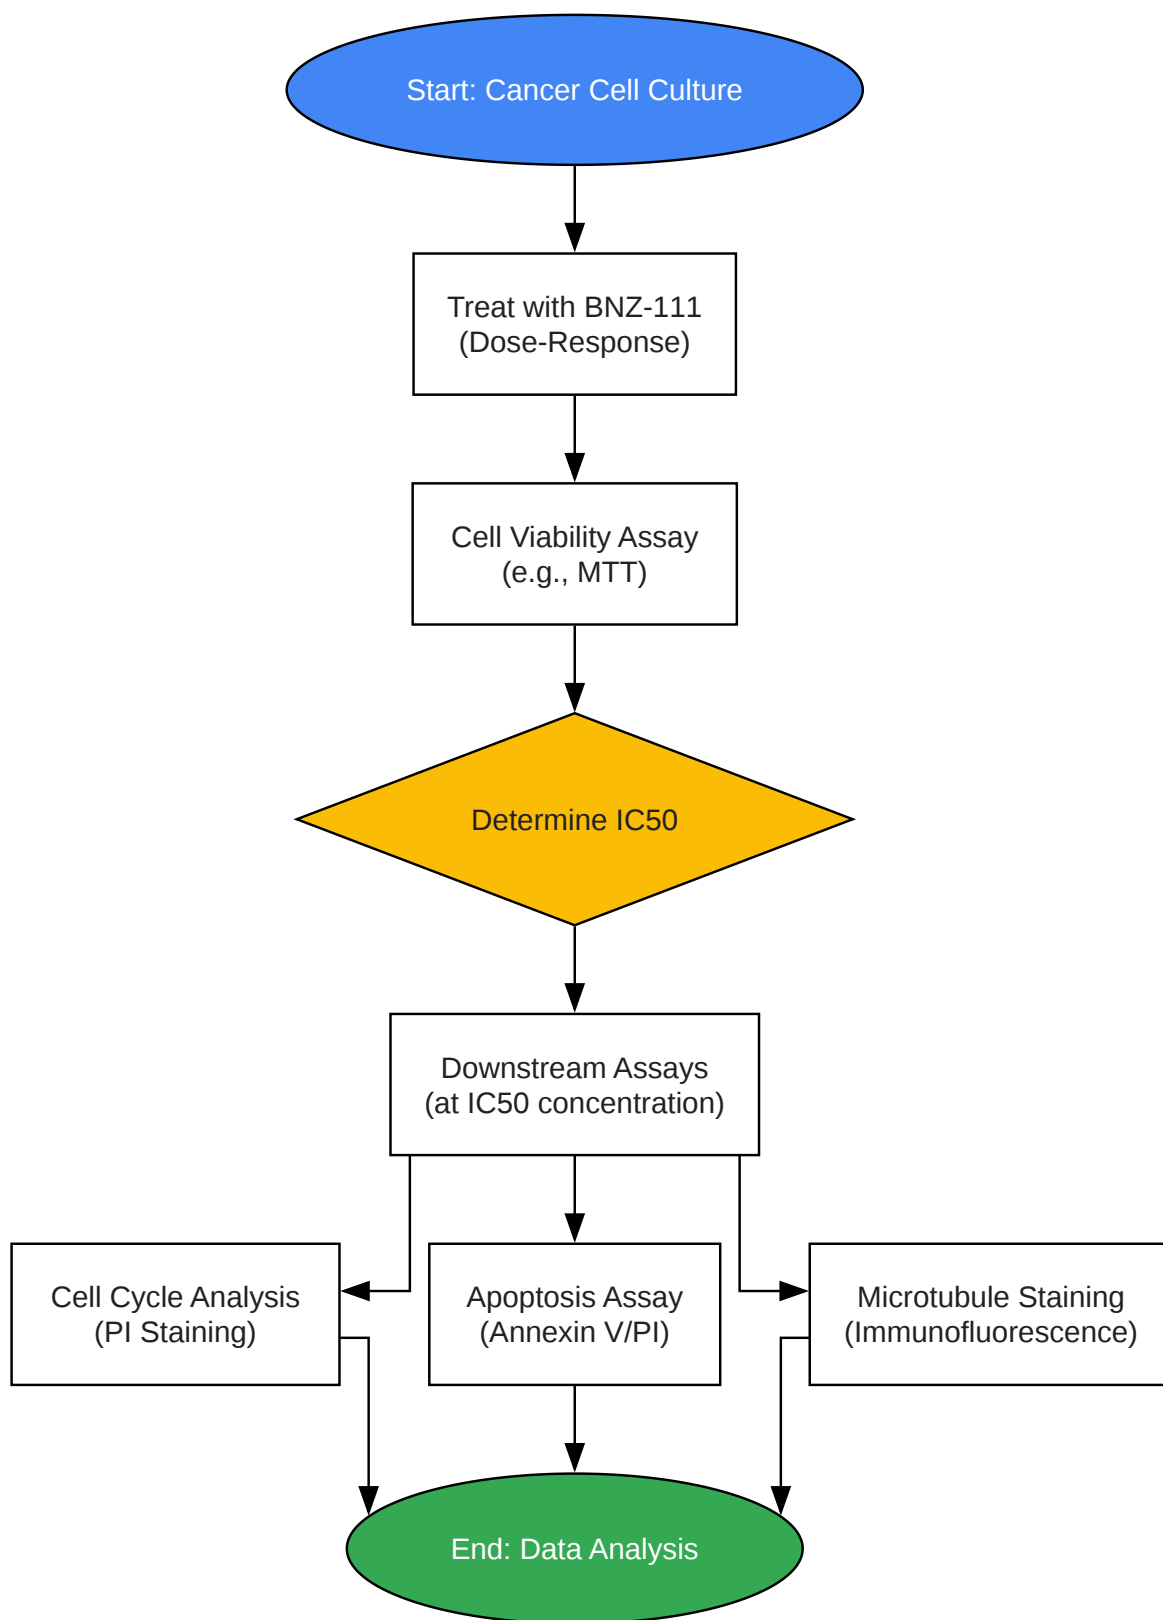 Start: Cancer Cell Culture
Treat with BNZ-111
(Dose-Response)
Cell Viability Assay
(e.g., MTT)
Determine IC50
Downstream Assays
(at IC50 concentration)
Cell Cycle Analysis
(PI Staining)
Apoptosis Assay
(Annexin V/PI)
Microtubule Staining
(Immunofluorescence)
End: Data Analysis